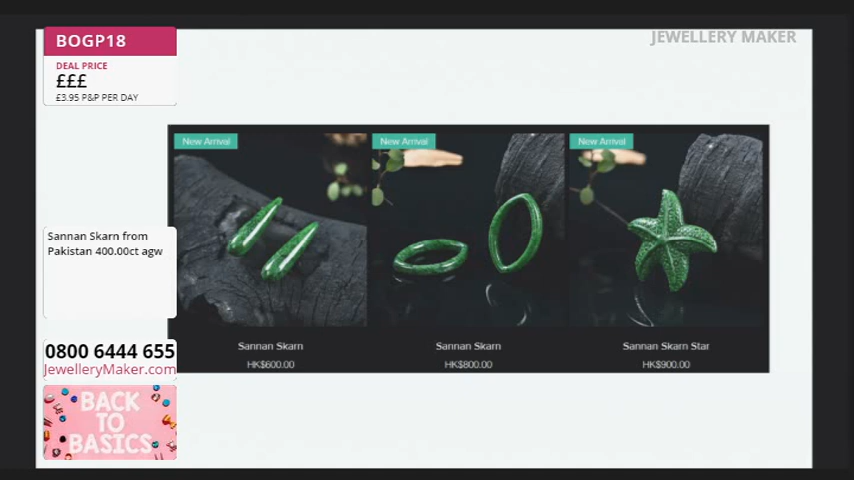 BOGP18
DEAL PRICE
£££
£3.95 P&P PER DAY
JEWELLERY MAKER
New Arrival
New Arrival
New Arrival
Sannan Skarn from
Pakistan 400.00ct agw
Sannan Skarn
Sannan Skarn
Sannan Skarn Star
HK$600.00
HK$800.00
HK$900.00
0800 6444 655
JewelleryMaker.com
BACK
TO
BASICS